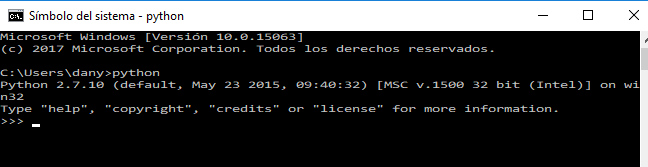 Símbolo del sistema - python
Microsoft Windows [Versión 10.0.15063]
(c) 2017 Microsoft Corporation. Todos los derechos reservados.
C:\Users\dany>python
Python 2.7.10 (default, May 23 2015, 09:40:32) [MSC v.1500 32 bit (Intel)] on wi
n32
Type "help", "copyright", "credits" or "license" for more information.
>>> _